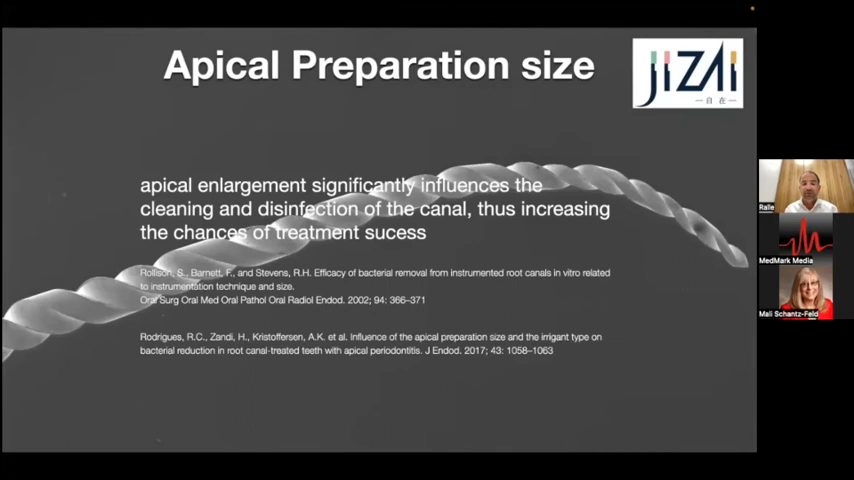 Apical Preparation size
JIZAI
自在
apical enlargement significantly influences the
cleaning and disinfection of the canal, thus increasing
the chances of treatment sucess
Rollison, S., Barnett, F., and Stevens, R.H. Efficacy of bacterial removal from instrumented root canals in vitro related
to instrumentation technique and size.
Oral Surg Oral Med Oral Pathol Oral Radiol Endod. 2002; 94: 366–371
Rodrigues, R.C., Zandi, H., Kristoffersen, A.K. et al. Influence of the apical preparation size and the irrigant type on
bacterial reduction in root canal-treated teeth with apical periodontitis. J Endod. 2017; 43: 1058–1063
MedMark Media
Mali Schantz-Feld